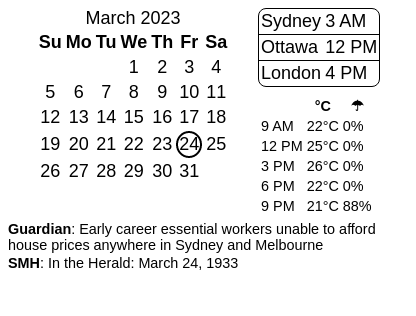 March 2023
Su Mo Tu We Th Fr Sa
1 2 3 4
5 6 7 8 9 10 11
12 13 14 15 16 17 18
19 20 21 22 23 24 25
26 27 28 29 30 31
Sydney 3 AM
Ottawa 12 PM
London 4 PM
°C ☂
9 AM 22°C 0%
12 PM 25°C 0%
3 PM 26°C 0%
6 PM 22°C 0%
9 PM 21°C 88%
Guardian: Early career essential workers unable to afford
house prices anywhere in Sydney and Melbourne
SMH: In the Herald: March 24, 1933